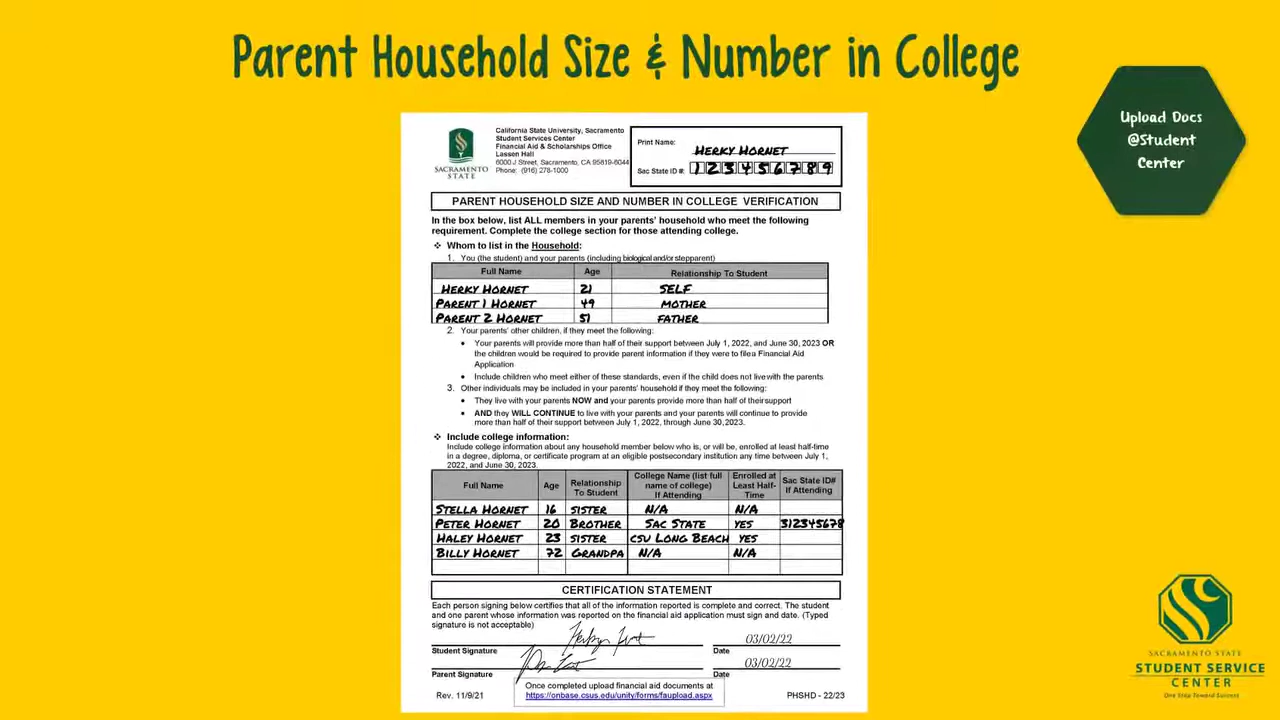 Parent Household Size & Number in College
Upload Docs
@Student
Center
SACRAMENTO
STATE
California State University, Sacramento
Student Services Center
Financial Aid & Scholarships Office
Lassen Hall
6000 J Street, Sacramento, CA 95819-6044
Phone: (916) 278-1000
Print Name: HERKY HORNET
Sac State ID #: 123456789
PARENT HOUSEHOLD SIZE AND NUMBER IN COLLEGE VERIFICATION
In the box below, list ALL members in your parents' household who meet the following
requirement. Complete the college section for those attending college.
❖ Whom to list in the Household:
1. You (the student) and your parents (including biological and/or stepparent)
Full Name Age Relationship To Student
HERKY HORNET 21 SELF
PARENT 1 HORNET 49 MOTHER
PARENT 2 HORNET 51 FATHER
2. Your parents' other children, if they meet the following:
• Your parents will provide more than half of their support between July 1, 2022, and June 30, 2023 OR
the children would be required to provide parent information if they were to file a Financial Aid
Application
• Include children who meet either of these standards, even if the child does not live with the parents
3. Other individuals may be included in your parents' household if they meet the following:
• They live with your parents NOW and your parents provide more than half of their support
• AND they WILL CONTINUE to live with your parents and your parents will continue to provide
more than half of their support between July 1, 2022, through June 30, 2023.
❖ Include college information:
Include college information about any household member below who is, or will be, enrolled at least half-time
in a degree, diploma, or certificate program at an eligible postsecondary institution any time between July 1,
2022, and June 30, 2023.
Full Name Age Relationship To Student College Name (list full name of college) If Attending Enrolled at Least Half-Time Sac State ID# If Attending
STELLA HORNET 16 SISTER N/A N/A
PETER HORNET 20 BROTHER SAC STATE YES 312345678
HALEY HORNET 23 SISTER CSU LONG BEACH YES
BILLY HORNET 72 GRANDPA N/A N/A
CERTIFICATION STATEMENT
Each person signing below certifies that all of the information reported is complete and correct. The student
and one parent whose information was reported on the financial aid application must sign and date. (Typed
signature is not acceptable)
03/02/22
Student Signature Date
03/02/22
Parent Signature Date
Once completed upload financial aid documents at
https://onbase.csus.edu/unity/forms/faupload.aspx
Rev. 11/9/21 PHSHD - 22/23
SACRAMENTO STATE
STUDENT SERVICE
CENTER
One Stop Toward Success